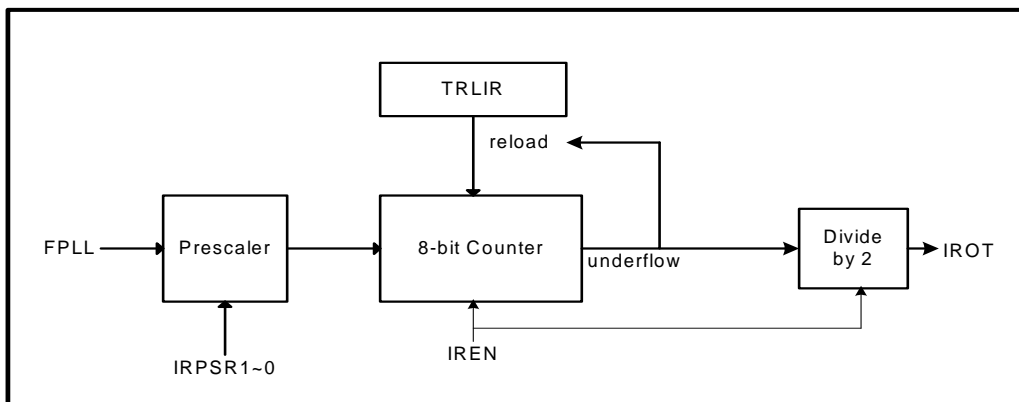 TRLIR
reload
FPLL
Prescaler
8-bit Counter
underflow
Divide
by 2
IROT
IREN
IRPSR1~0